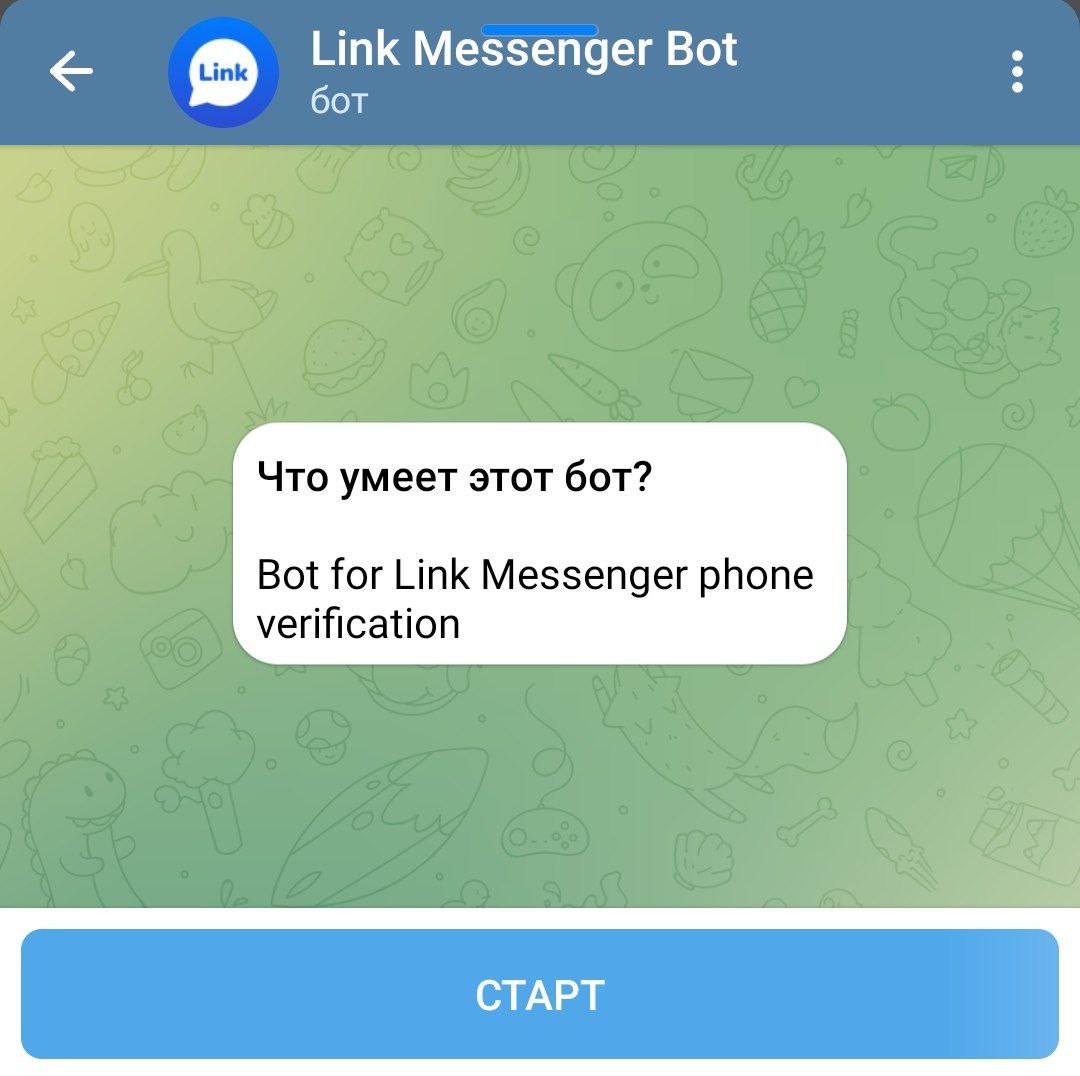 Link Messenger Bot
Link
бот
Что умеет этот бот?
Bot for Link Messenger phone
verification
СТАРТ